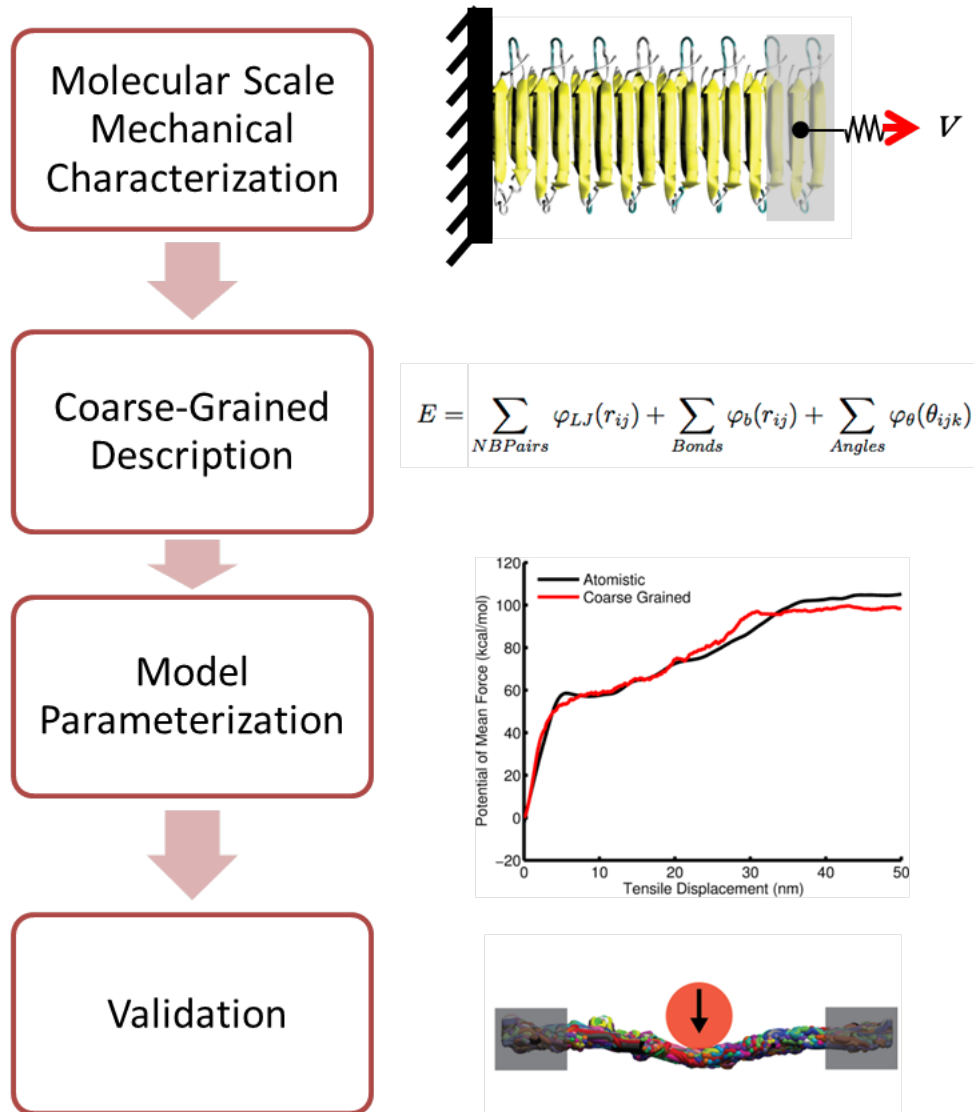 Molecular Scale
Mechanical
Characterization
V
Coarse-Grained
Description
E = ∑ φLJ(rij) + ∑ φb(rij) + ∑ φθ(θijk)
NBPairs Bonds Angles
Model
Parameterization
120
100
80
60
40
20
0
−20
Potential of Mean Force (kcal/mol)
Atomistic
Coarse Grained
0 10 20 30 40 50
Tensile Displacement (nm)
Validation